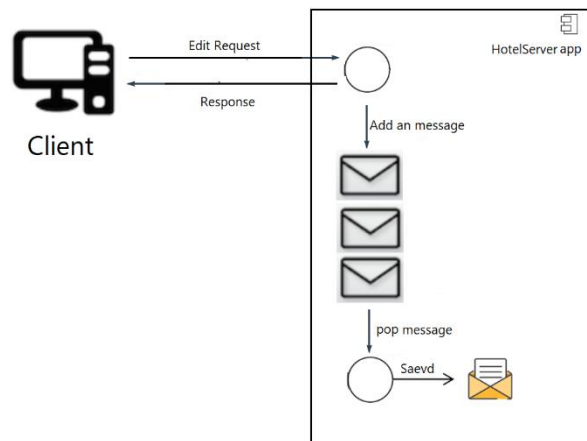 Edit Request
HotelServer app
Response
Add an message
Client
pop message
Saevd